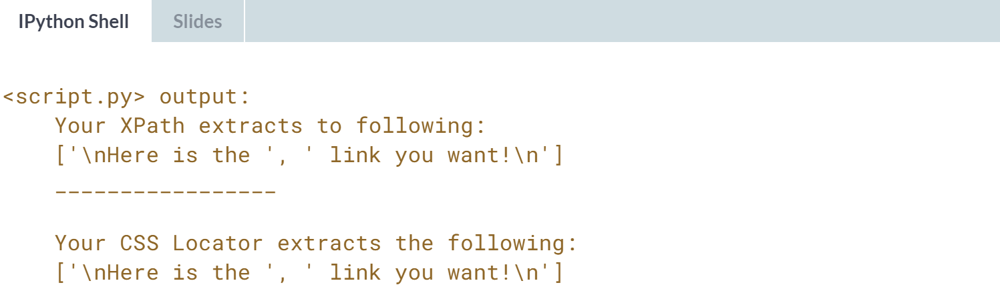 IPython Shell
Slides
<script.py> output:
Your XPath extracts to following:
['\nHere is the ', ' link you want!\n']
-----------------
Your CSS Locator extracts the following:
['\nHere is the ', ' link you want!\n']